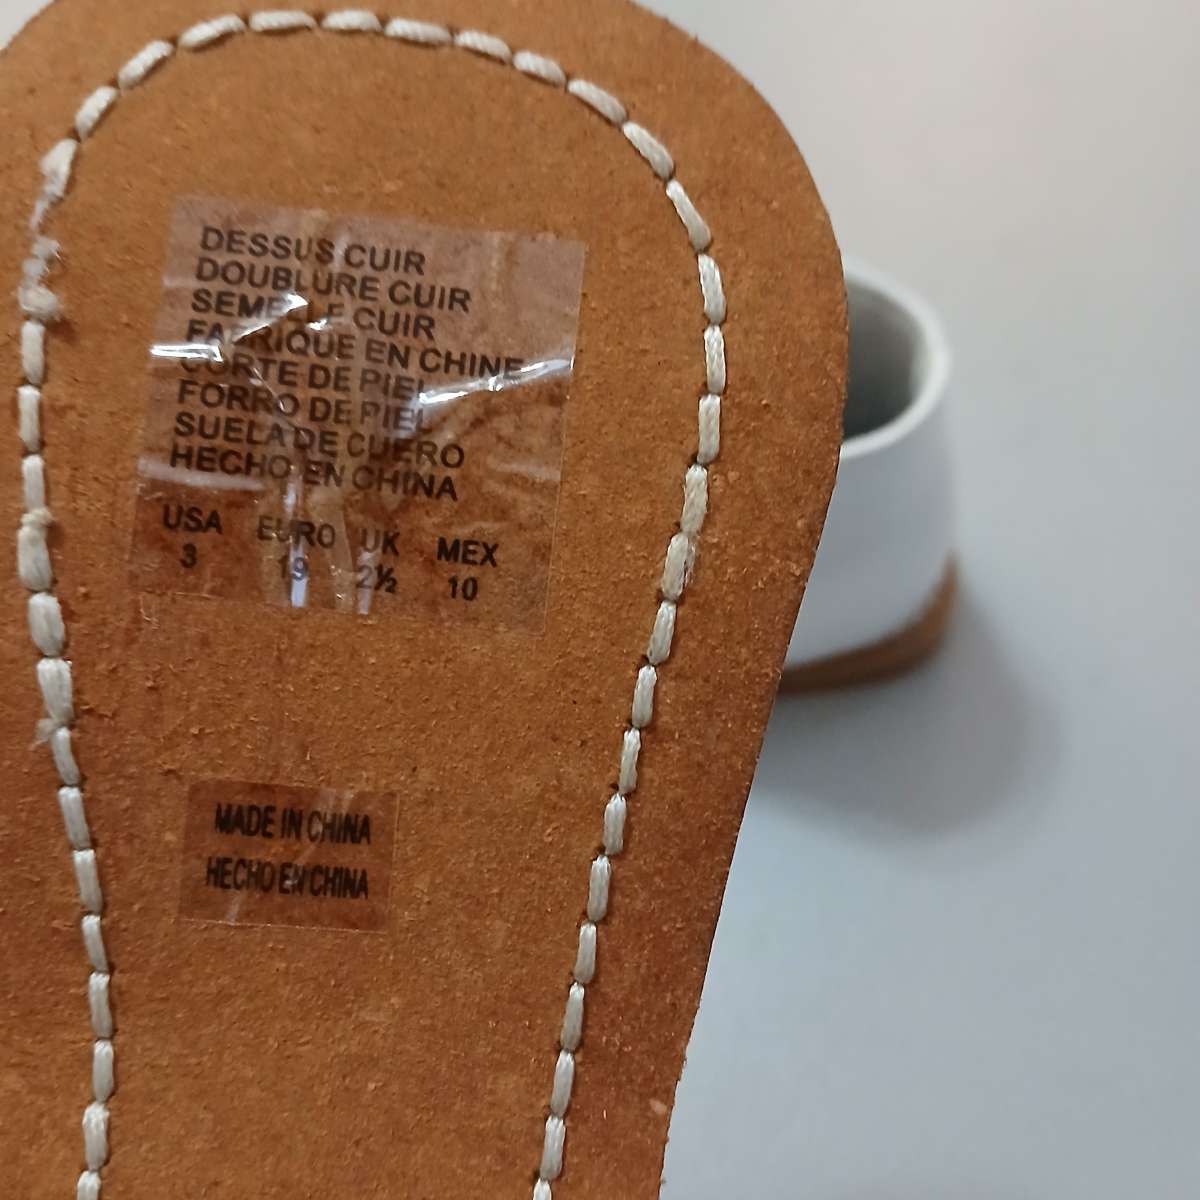 DESSUS CUIR
DOUBLURE CUIR
SEMELLE CUIR
FABRIQUE EN CHINE
CORTE DE PIEL
FORRO DE PIEL
SUELA DE CUERO
HECHO EN CHINA
USA EURO UK MEX
3 19 2½ 10
MADE IN CHINA
HECHO EN CHINA